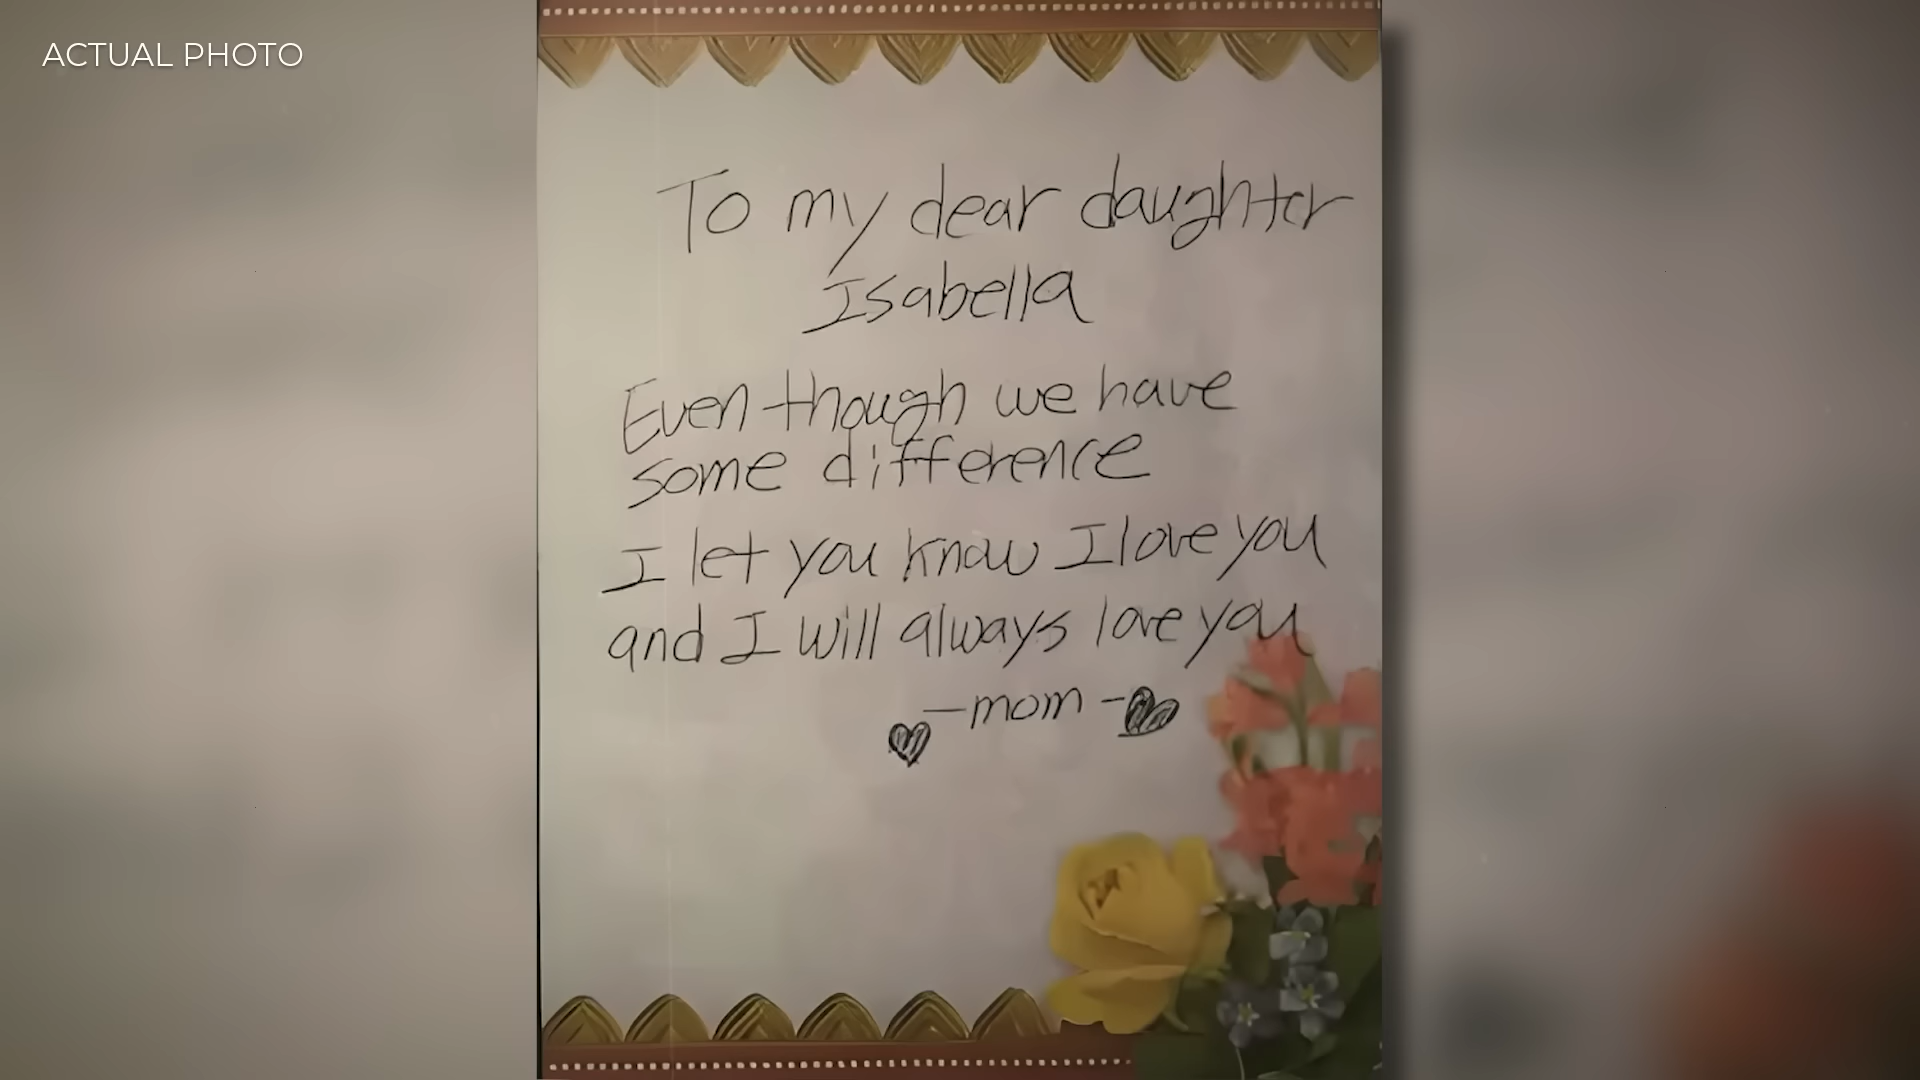 ACTUAL PHOTO
To my dear daughter
Isabella
Even though we have
some difference
I let you know I love you
and I will always love you
-mom-